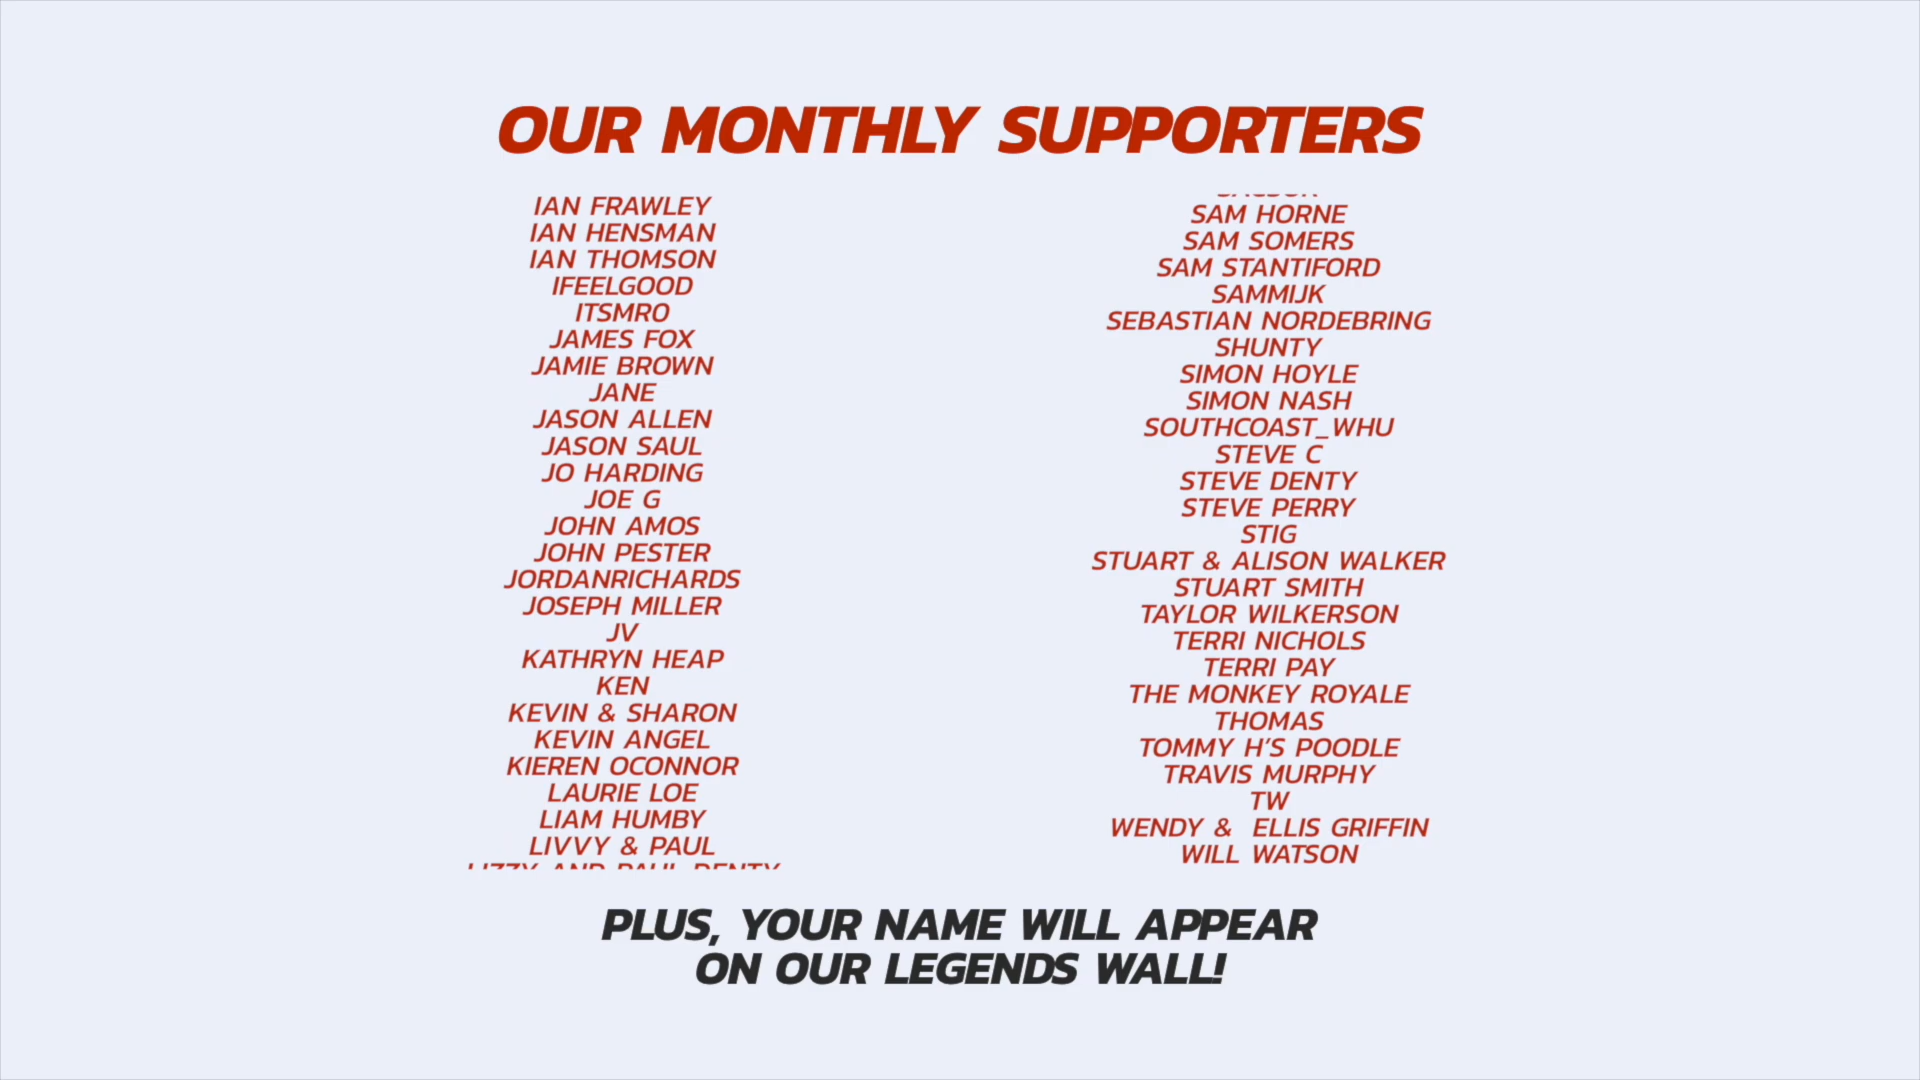 OUR MONTHLY SUPPORTERS
IAN FRAWLEY
IAN HENSMAN
IAN THOMSON
IFEELGOOD
ITSMRO
JAMES FOX
JAMIE BROWN
JANE
JASON ALLEN
JASON SAUL
JO HARDING
JOE G
JOHN AMOS
JOHN PESTER
JORDANRICHARDS
JOSEPH MILLER
JV
KATHRYN HEAP
KEN
KEVIN & SHARON
KEVIN ANGEL
KIEREN OCONNOR
LAURIE LOE
LIAM HUMBY
LIVVY & PAUL
LIZZY AND PAUL DENTY
SAM HORNE
SAM SOMERS
SAM STANTIFORD
SAMMIJK
SEBASTIAN NORDEBRING
SHUNTY
SIMON HOYLE
SIMON NASH
SOUTHCOAST_WHU
STEVE C
STEVE DENTY
STEVE PERRY
STIG
STUART & ALISON WALKER
STUART SMITH
TAYLOR WILKERSON
TERRI NICHOLS
TERRI PAY
THE MONKEY ROYALE
THOMAS
TOMMY H'S POODLE
TRAVIS MURPHY
TW
WENDY &  ELLIS GRIFFIN
WILL WATSON
PLUS, YOUR NAME WILL APPEAR
ON OUR LEGENDS WALL!